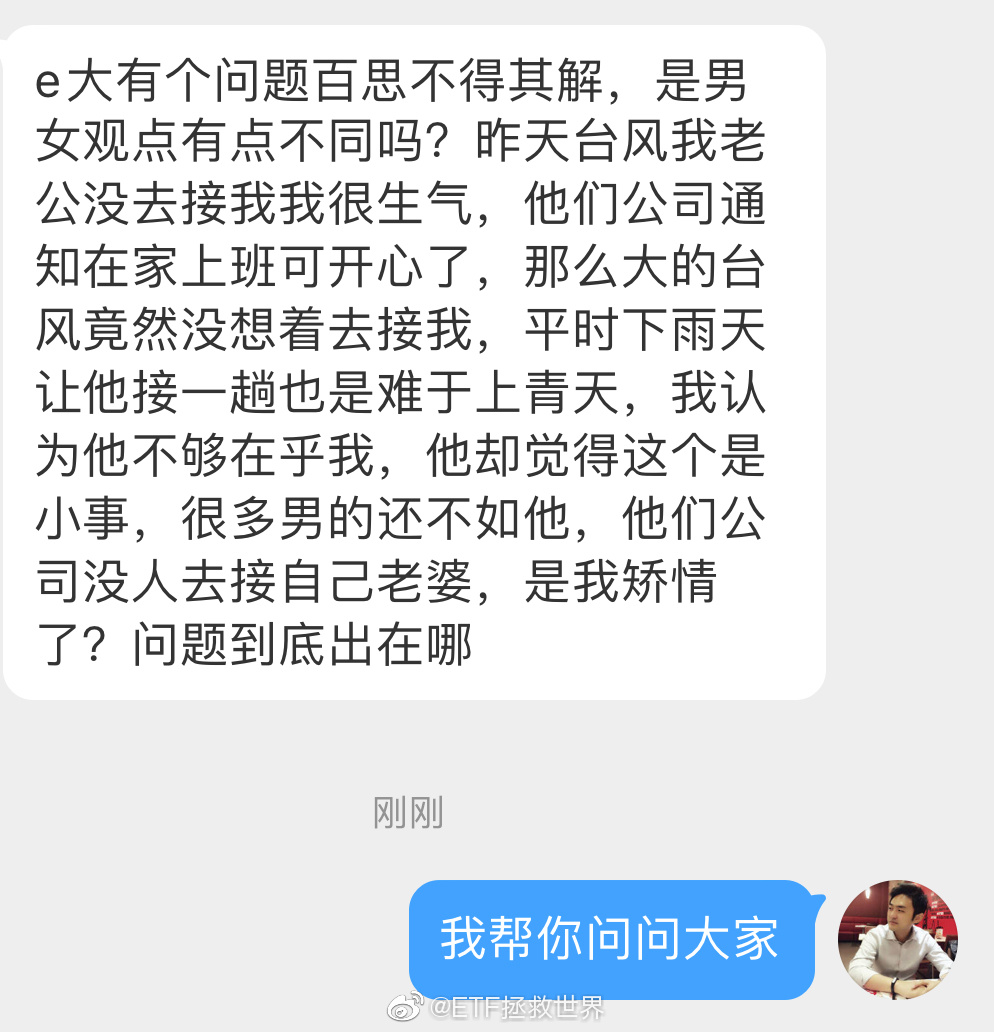 e大有个问题百思不得其解，是男
女观点有点不同吗？昨天台风我老
公没去接我我很生气，他们公司通
知在家上班可开心了，那么大的台
风竟然没想着去接我，平时下雨天
让他接一趟也是难于上青天，我认
为他不够在乎我，他却觉得这个是
小事，很多男的还不如他，他们公
司没人去接自己老婆，是我矫情
了？问题到底出在哪
刚刚
我帮你问问大家
@ETF拯救世界